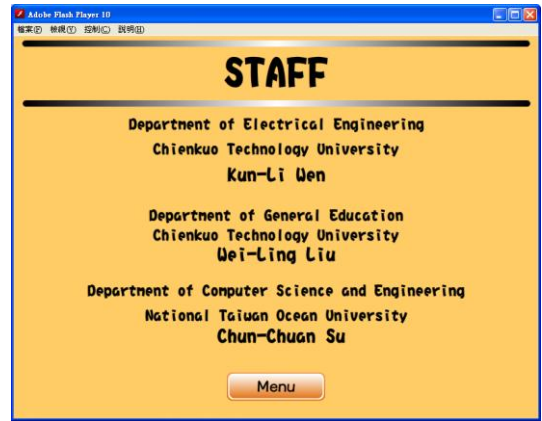 Adobe Flash Player 10
檔案(F) 檢視(V) 控制(C) 說明(H)
STAFF
Department of Electrical Engineering
Chienkuo Technology University
Kun-Li Wen
Department of General Education
Chienkuo Technology University
Wei-Ling Liu
Department of Computer Science and Engineering
National Taiwan Ocean University
Chun-Chuan Su
Menu